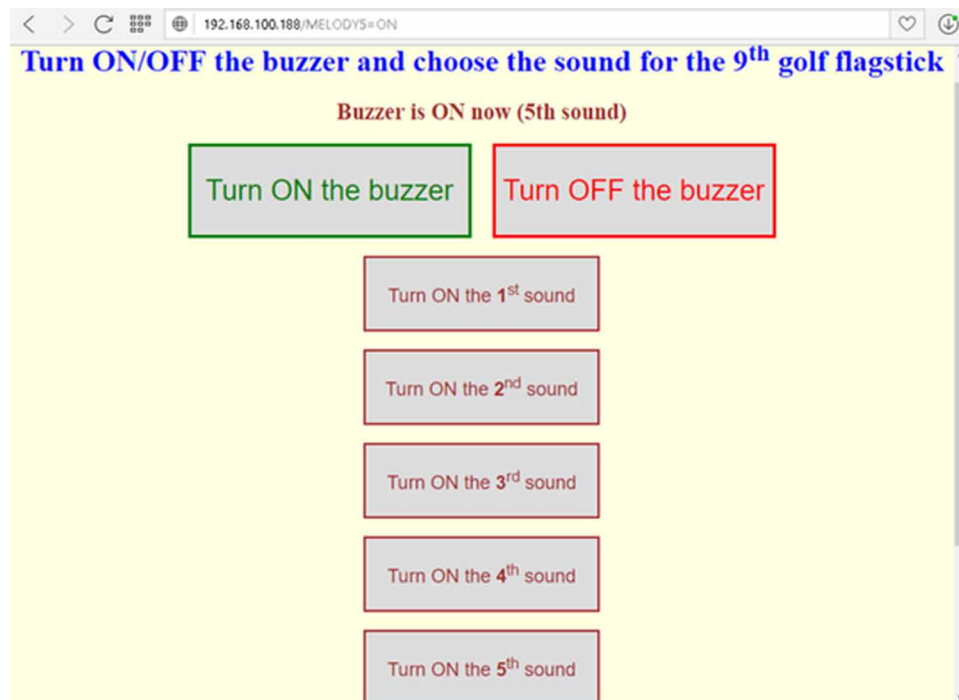 192.168.100.188/MELODY5=ON
Turn ON/OFF the buzzer and choose the sound for the 9th golf flagstick
Buzzer is ON now (5th sound)
Turn ON the buzzer
Turn OFF the buzzer
Turn ON the 1st sound
Turn ON the 2nd sound
Turn ON the 3rd sound
Turn ON the 4th sound
Turn ON the 5th sound